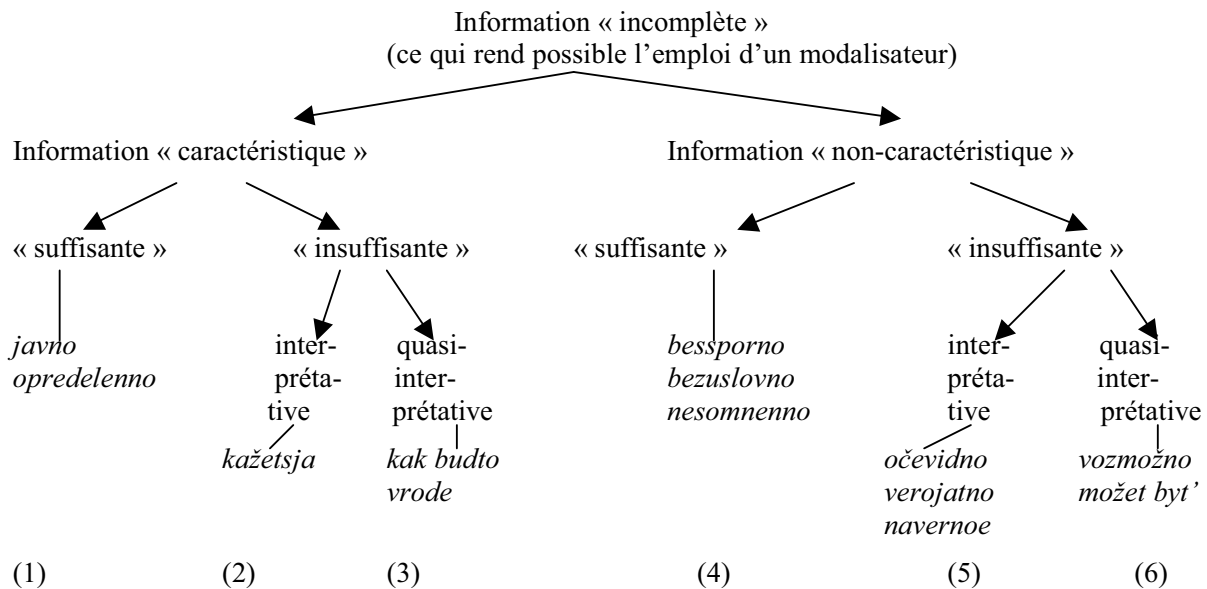 Information « incomplète »
(ce qui rend possible l’emploi d’un modalisateur)
Information « caractéristique »
Information « non-caractéristique »
« suffisante »
« insuffisante »
« suffisante »
« insuffisante »
javno
opredelenno
inter-
préta-
tive
kažetsja
quasi-
inter-
prétative
kak budto
vrode
bessporno
bezuslovno
nesomnenno
inter-
préta-
tive
očevidno
verojatno
navernoe
quasi-
inter-
prétative
vozmožno
možet byt’
(1) (2) (3) (4) (5) (6)